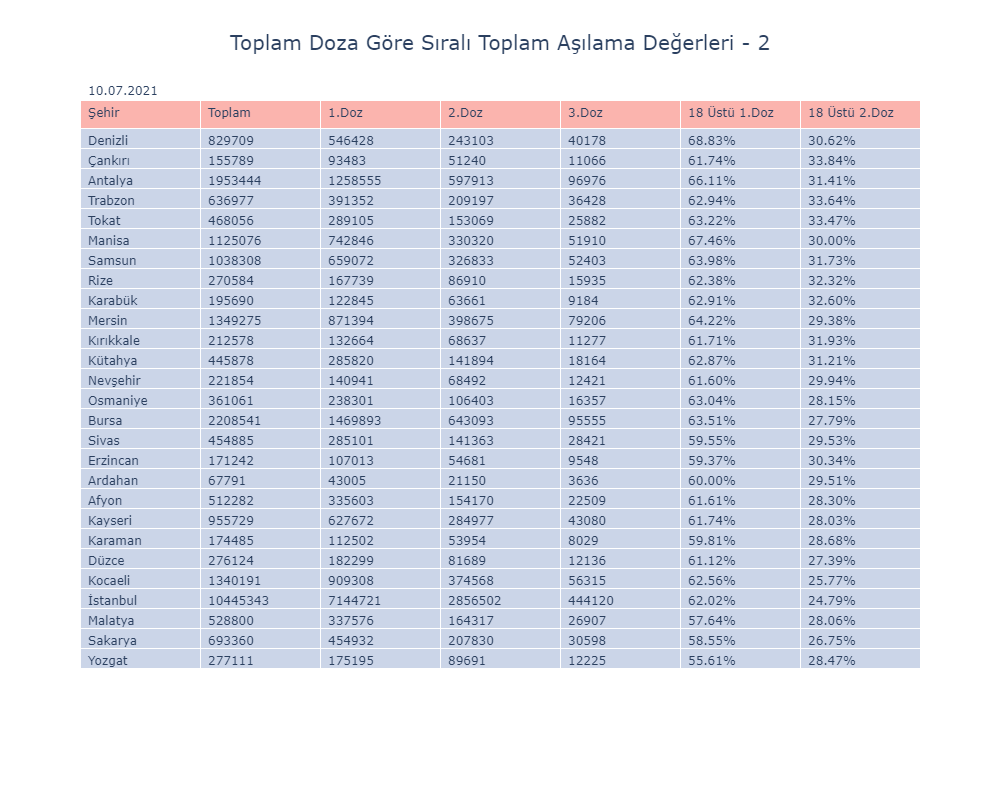 Toplam Doza Göre Sıralı Toplam Aşılama Değerleri - 2
10.07.2021
Şehir Toplam 1.Doz 2.Doz 3.Doz 18 Üstü 1.Doz 18 Üstü 2.Doz
Denizli 829709 546428 243103 40178 68.83% 30.62%
Çankırı 155789 93483 51240 11066 61.74% 33.84%
Antalya 1953444 1258555 597913 96976 66.11% 31.41%
Trabzon 636977 391352 209197 36428 62.94% 33.64%
Tokat 468056 289105 153069 25882 63.22% 33.47%
Manisa 1125076 742846 330320 51910 67.46% 30.00%
Samsun 1038308 659072 326833 52403 63.98% 31.73%
Rize 270584 167739 86910 15935 62.38% 32.32%
Karabük 195690 122845 63661 9184 62.91% 32.60%
Mersin 1349275 871394 398675 79206 64.22% 29.38%
Kırıkkale 212578 132664 68637 11277 61.71% 31.93%
Kütahya 445878 285820 141894 18164 62.87% 31.21%
Nevşehir 221854 140941 68492 12421 61.60% 29.94%
Osmaniye 361061 238301 106403 16357 63.04% 28.15%
Bursa 2208541 1469893 643093 95555 63.51% 27.79%
Sivas 454885 285101 141363 28421 59.55% 29.53%
Erzincan 171242 107013 54681 9548 59.37% 30.34%
Ardahan 67791 43005 21150 3636 60.00% 29.51%
Afyon 512282 335603 154170 22509 61.61% 28.30%
Kayseri 955729 627672 284977 43080 61.74% 28.03%
Karaman 174485 112502 53954 8029 59.81% 28.68%
Düzce 276124 182299 81689 12136 61.12% 27.39%
Kocaeli 1340191 909308 374568 56315 62.56% 25.77%
İstanbul 10445343 7144721 2856502 444120 62.02% 24.79%
Malatya 528800 337576 164317 26907 57.64% 28.06%
Sakarya 693360 454932 207830 30598 58.55% 26.75%
Yozgat 277111 175195 89691 12225 55.61% 28.47%